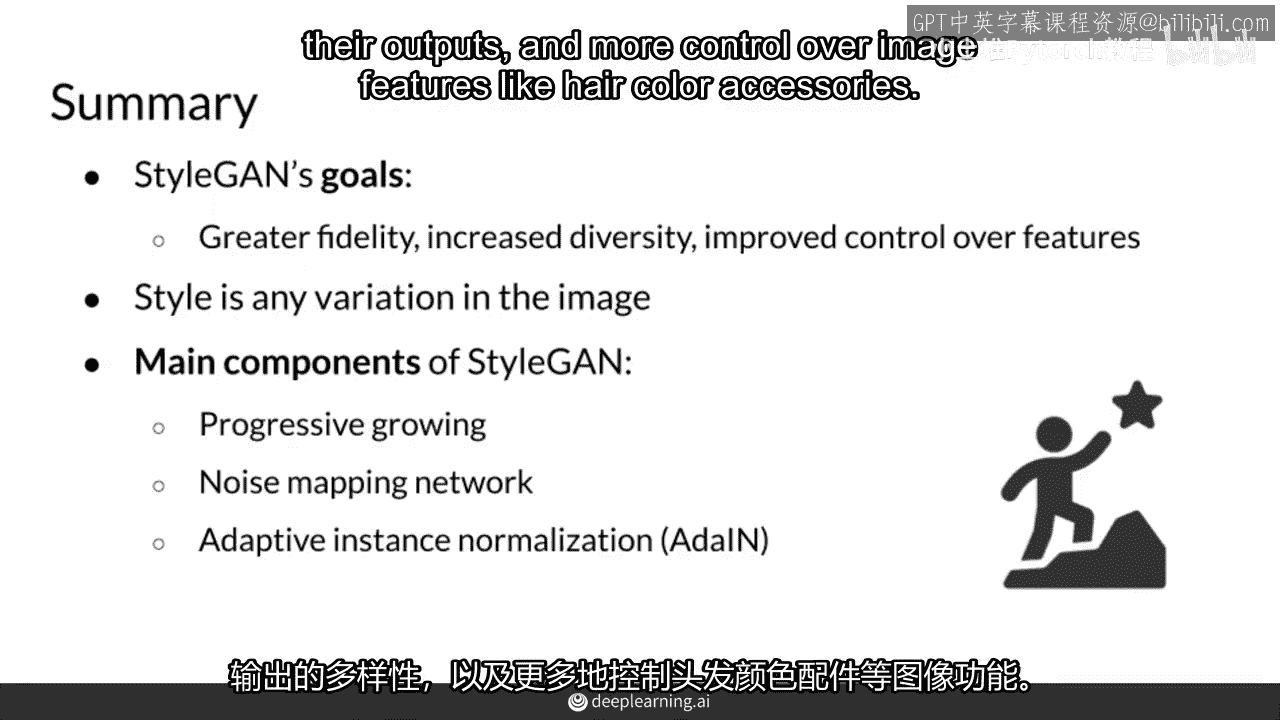 GPT中英字幕课程资源@bilibili.com
their outputs, and more control over image
features like hair color accessories.
Summary
● StyleGAN's goals:
○ Greater fidelity, increased diversity, improved control over features
● Style is any variation in the image
● Main components of StyleGAN:
○ Progressive growing
○ Noise mapping network
○ Adaptive instance normalization (AdaIN)
输出的多样性，以及更多地控制头发颜色配件等图像功能。
deeplearning.ai